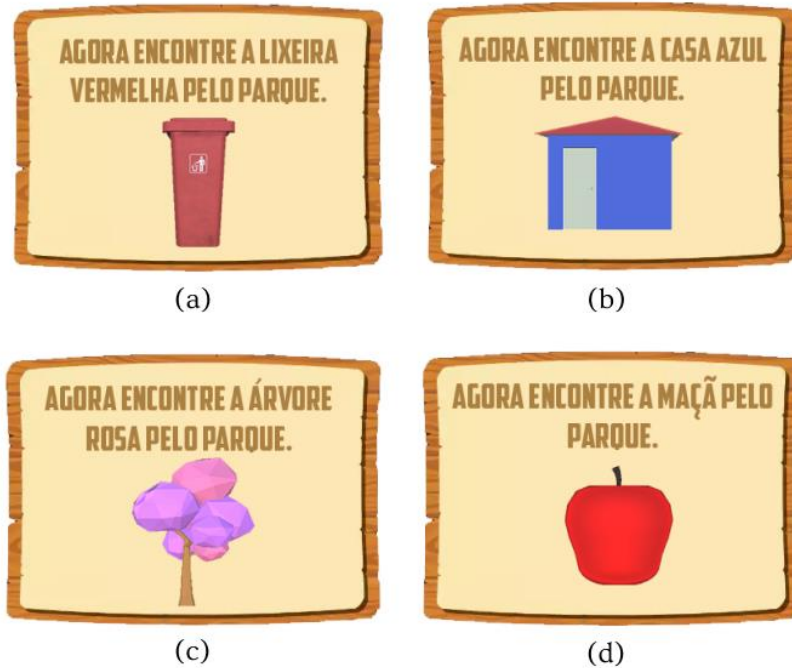 AGORA ENCONTRE A LIXEIRA
VERMELHA PELO PARQUE.
(a)
AGORA ENCONTRE A CASA AZUL
PELO PARQUE.
(b)
AGORA ENCONTRE A ÁRVORE
ROSA PELO PARQUE.
(c)
AGORA ENCONTRE A MAÇÃ PELO
PARQUE.
(d)